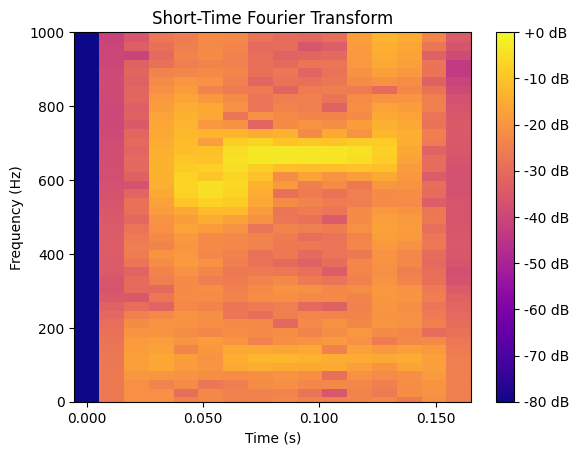 Short-Time Fourier Transform
Frequency (Hz)
1000
800
600
400
200
0
0.000
0.050
0.100
0.150
Time (s)
+0 dB
-10 dB
-20 dB
-30 dB
-40 dB
-50 dB
-60 dB
-70 dB
-80 dB